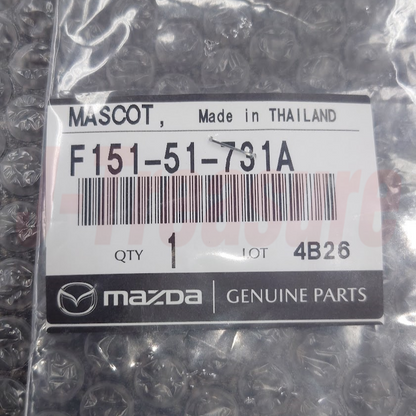 MASCOT, Made in THAILAND
F151-51-731A
QTY 1 LOT 4B26
mazda GENUINE PARTS